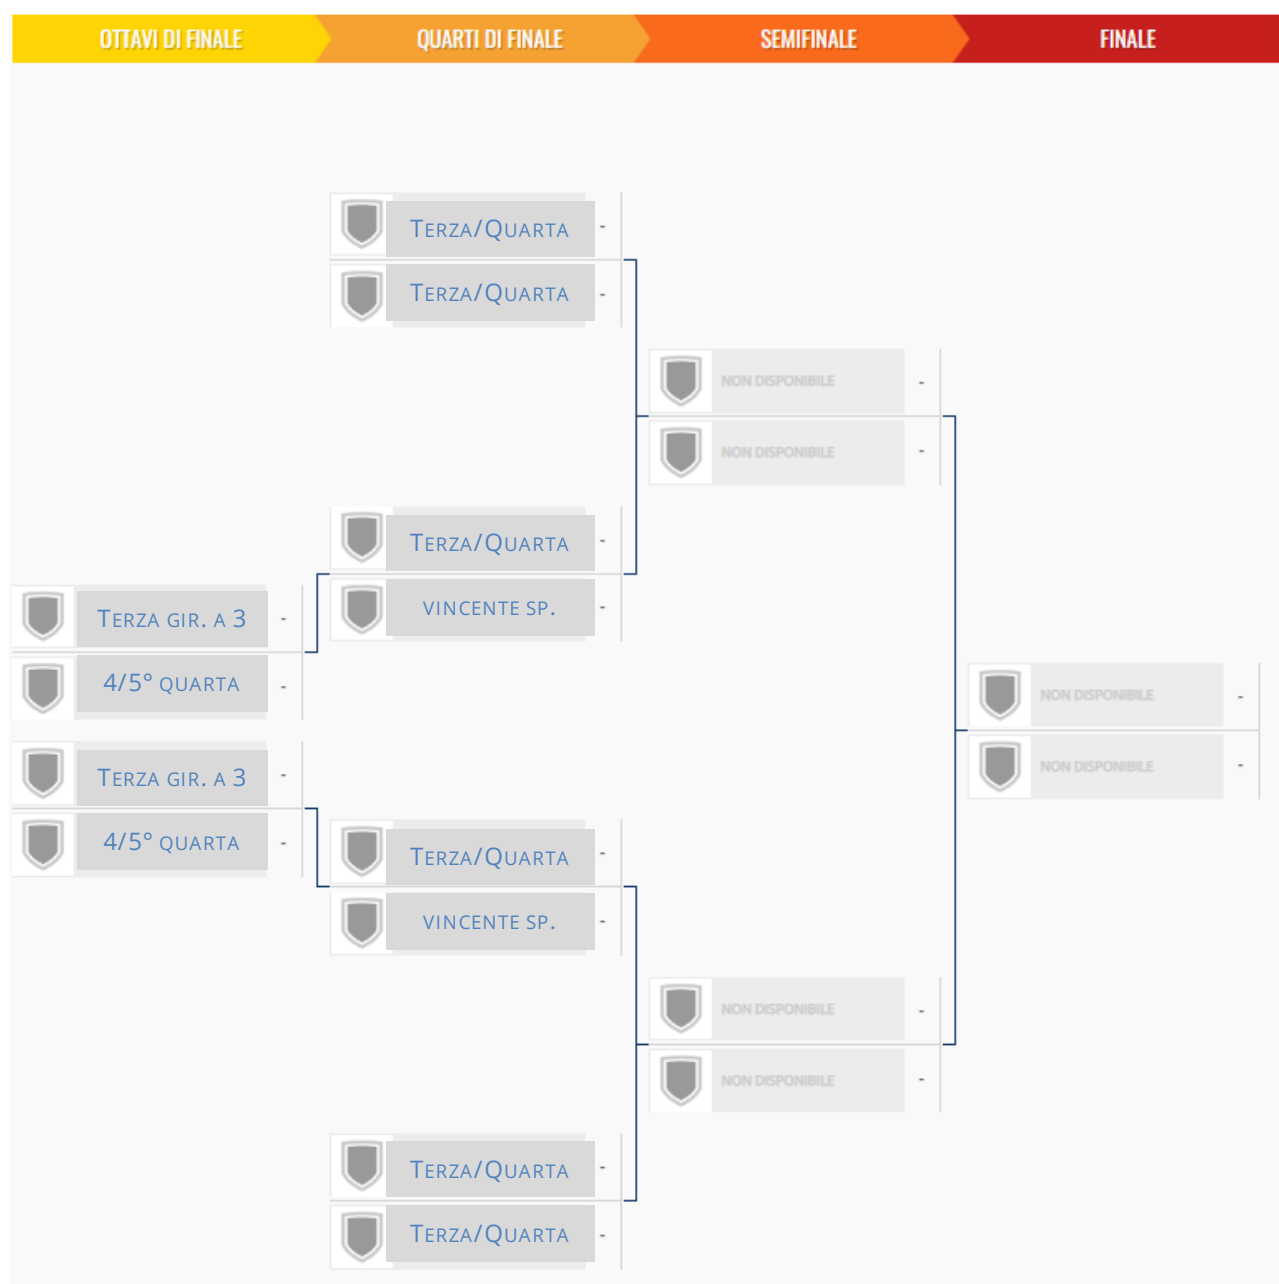 OTTAVI DI FINALE QUARTI DI FINALE SEMIFINALE FINALE
Terza/Quarta -
Terza/Quarta -
NON DISPONIBILE -
NON DISPONIBILE -
Terza/Quarta -
vincente sp. -
Terza gir. a 3 -
4/5° quarta -
NON DISPONIBILE -
NON DISPONIBILE -
Terza gir. a 3 -
4/5° quarta -
Terza/Quarta -
vincente sp. -
NON DISPONIBILE -
NON DISPONIBILE -
Terza/Quarta -
Terza/Quarta -